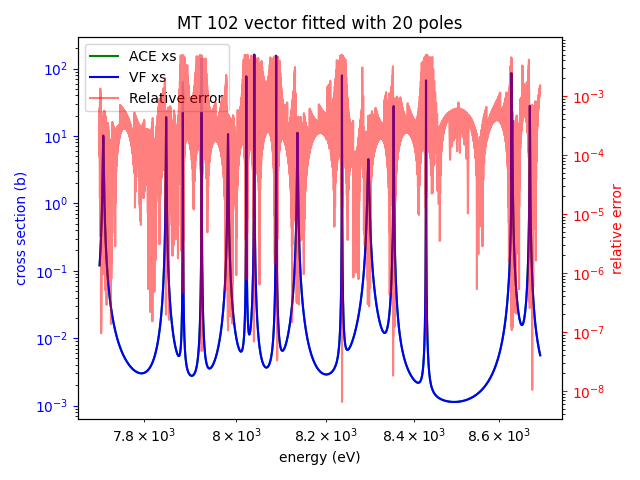 MT 102 vector fitted with 20 poles
ACE xs
VF xs
Relative error
cross section (b)
10²
10¹
10⁰
10⁻¹
10⁻²
10⁻³
relative error
10⁻³
10⁻⁴
10⁻⁵
10⁻⁶
10⁻⁷
10⁻⁸
7.8 × 10³ 8 × 10³ 8.2 × 10³ 8.4 × 10³ 8.6 × 10³
energy (eV)